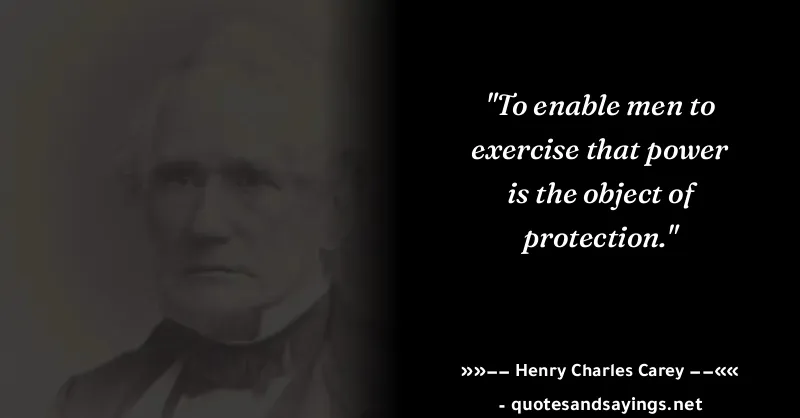 "To enable men to
exercise that power
is the object of
protection."
»»−− Henry Charles Carey −−««
- quotesandsayings.net